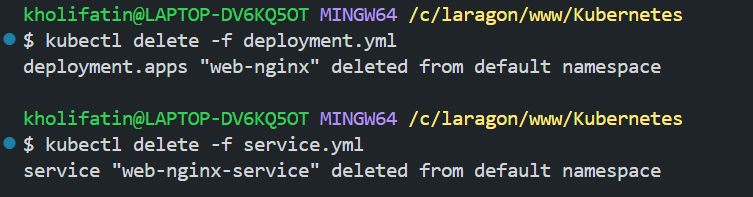 kholifatin@LAPTOP-DV6KQ5OT MINGW64 /c/laragon/www/Kubernetes
$ kubectl delete -f deployment.yml
deployment.apps "web-nginx" deleted from default namespace
kholifatin@LAPTOP-DV6KQ5OT MINGW64 /c/laragon/www/Kubernetes
$ kubectl delete -f service.yml
service "web-nginx-service" deleted from default namespace